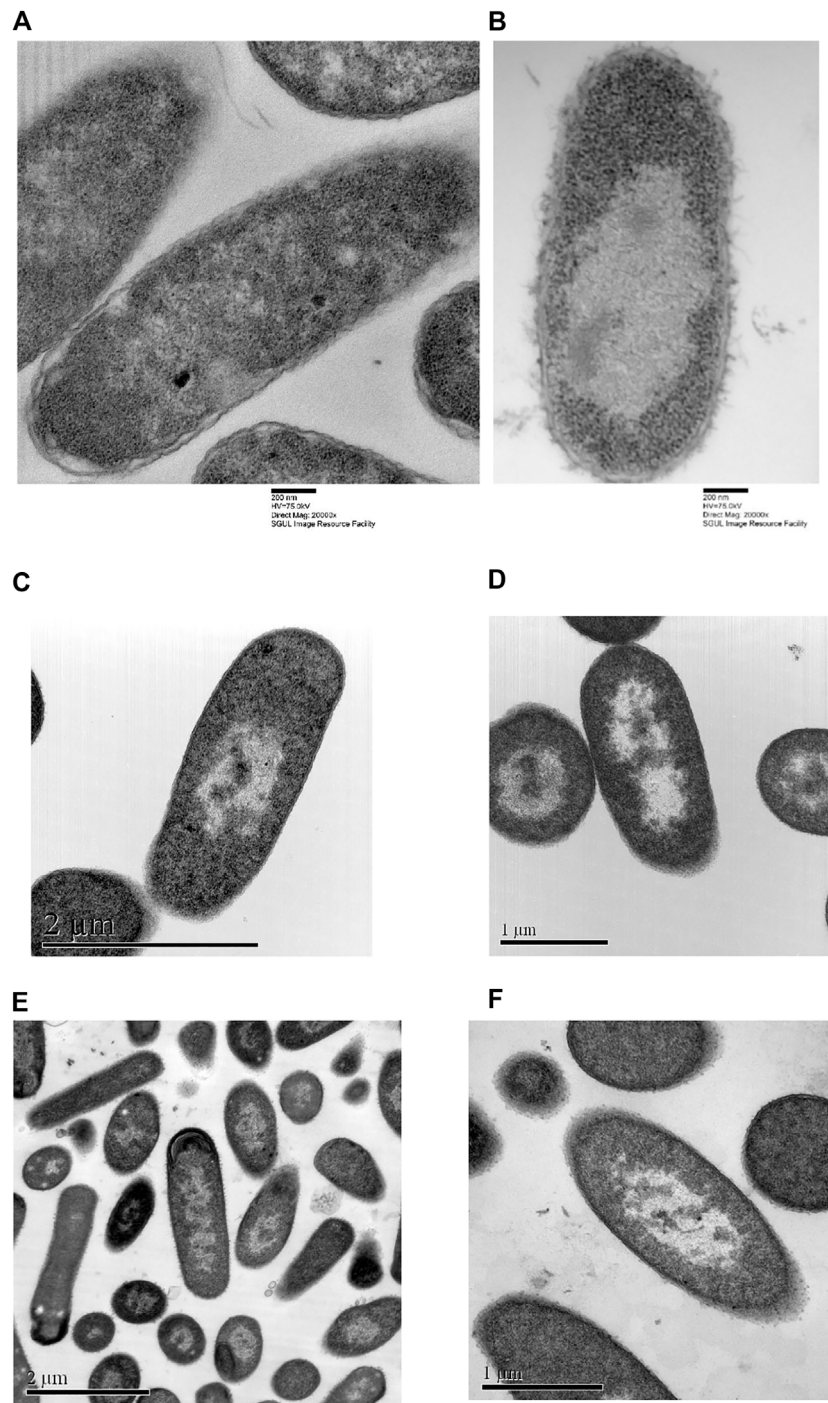 A
B
200 nm
HV=75.0kV
Direct Mag: 20000x
SGUL Image Resource Facility
200 nm
HV=75.0kV
Direct Mag: 20000x
SGUL Image Resource Facility
C
D
2 µm
1 µm
E
F
2 µm
1 µm